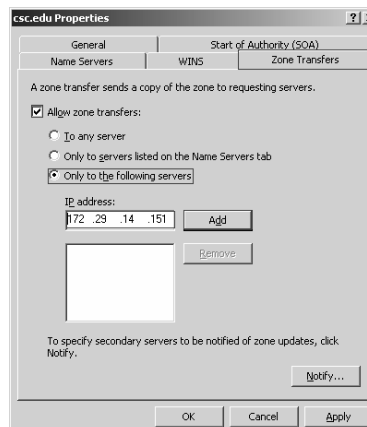 csc.edu Properties
General
Start of Authority (SOA)
Name Servers
WINS
Zone Transfers
A zone transfer sends a copy of the zone to requesting servers.
Allow zone transfers:
To any server
Only to servers listed on the Name Servers tab
Only to the following servers
IP address:
172 .29 .14 .151
Add
Remove
To specify secondary servers to be notified of zone updates, click
Notify.
Notify...
OK
Cancel
Apply